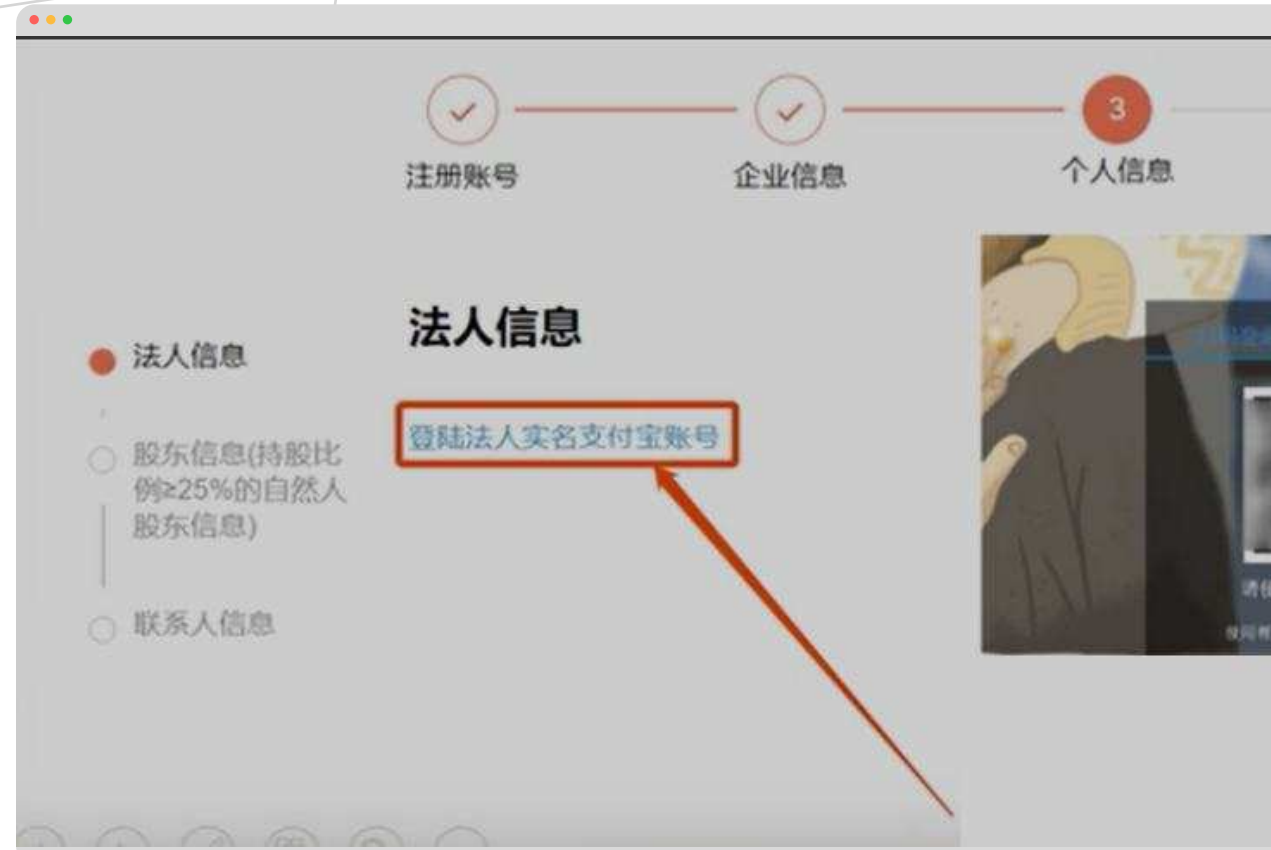 注册账号
企业信息
3
个人信息
法人信息
法人信息
登陆法人实名支付宝账号
股东信息(持股比
例≥25%的自然人
股东信息)
联系人信息